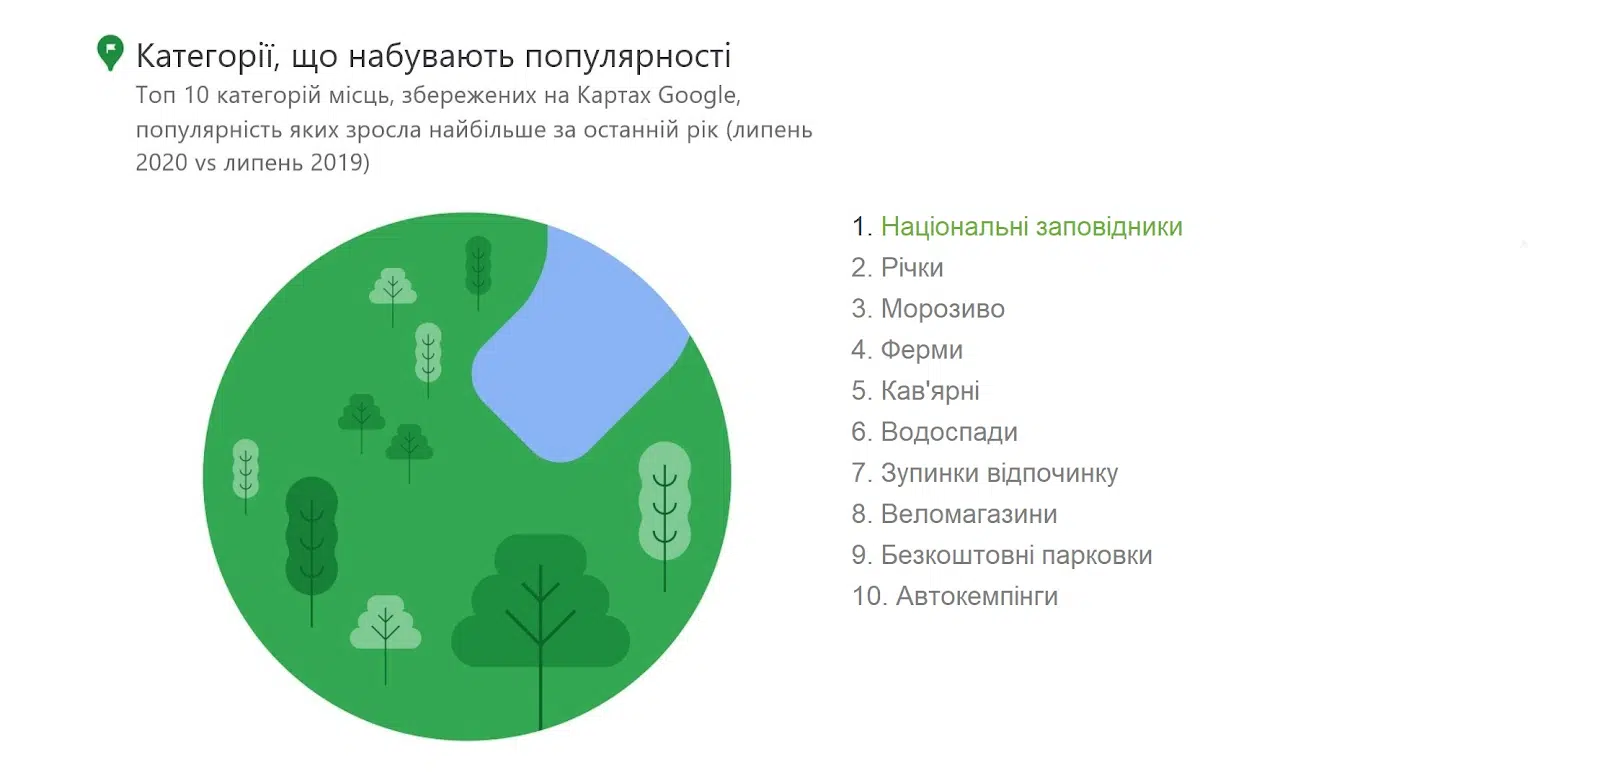 Категорії, що набувають популярності
Топ 10 категорій місць, збережених на Картах Google,
популярність яких зросла найбільше за останній рік (липень
2020 vs липень 2019)
1. Національні заповідники
2. Річки
3. Морозиво
4. Ферми
5. Кав'ярні
6. Водоспади
7. Зупинки відпочинку
8. Веломагазини
9. Безкоштовні парковки
10. Автокемпінги